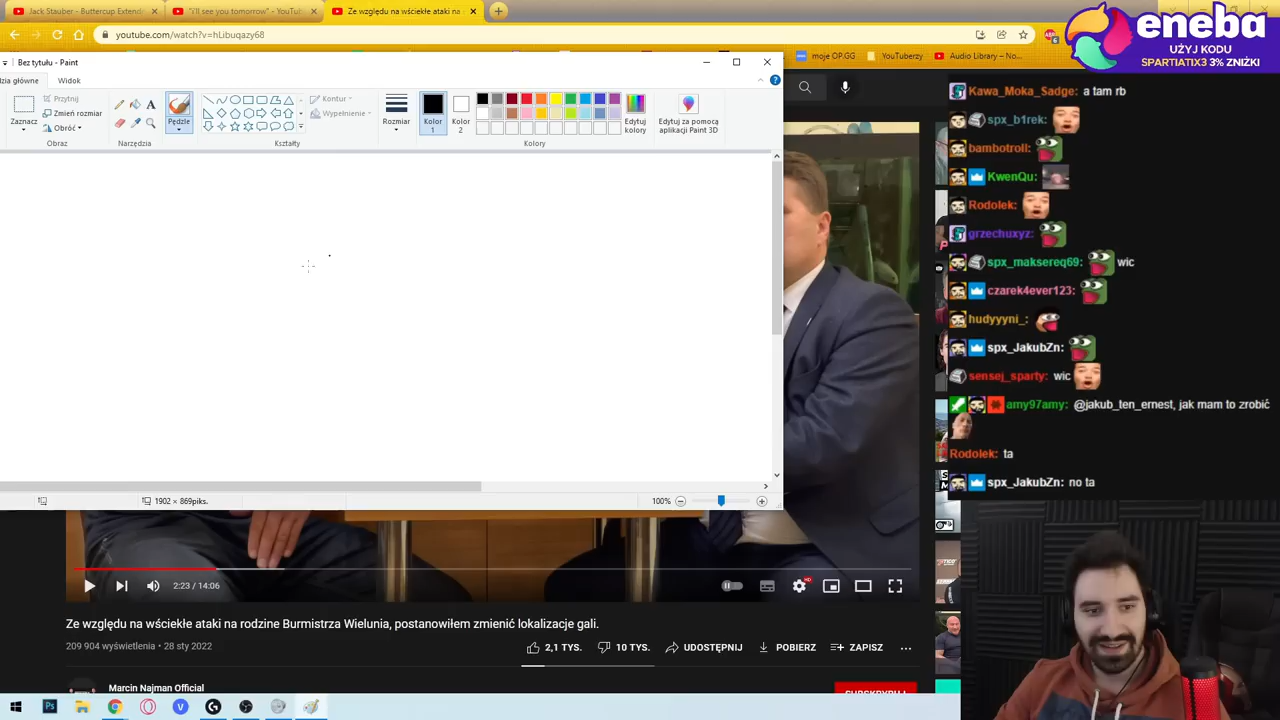 Jack Stauber - Buttercup Extend
"i'll see you tomorrow" - YouTub
Ze względu na wściekłe ataki na
youtube.com/watch?v=hLibuqazy68
moje OP.GG
YouTuberzy
Audio Library – No...
eneba
UŻYJ KODU
SPARTIATIX3 3% ZNIŻKI
Bez tytułu - Paint
Widok
Zaznacz
Przytnij
Zmień rozmiar
Obróć
Obraz
A
Narzędzia
Pędzle
Kontur
Wypełnienie
Kształty
Rozmiar
Kolor
1
Kolor
2
Edytuj
kolory
Kolory
Edytuj za pomocą
aplikacji Paint 3D
1902 × 869piks.
100%
Kawa_Moka_Sadge: a tam rb
spx_b1rek:
bambotroll:
KwenQu:
Rodolek:
grzechuxyz:
spx_maksereq69: wic
czarek4ever123:
hudyyyni_:
spx_JakubZn:
sensej_sparty: wic
amy97amy: @jakub_ten_ernest, jak mam to zrobić
Rodolek: ta
spx_JakubZn: no ta
2:23 / 14:06
HD
Ze względu na wściekłe ataki na rodzine Burmistrza Wielunia, postanowiłem zmienić lokalizacje gali.
209 904 wyświetlenia • 28 sty 2022
2,1 TYS.
10 TYS.
UDOSTĘPNIJ
POBIERZ
ZAPISZ
Marcin Najman Official
SUBSKRYBUJ